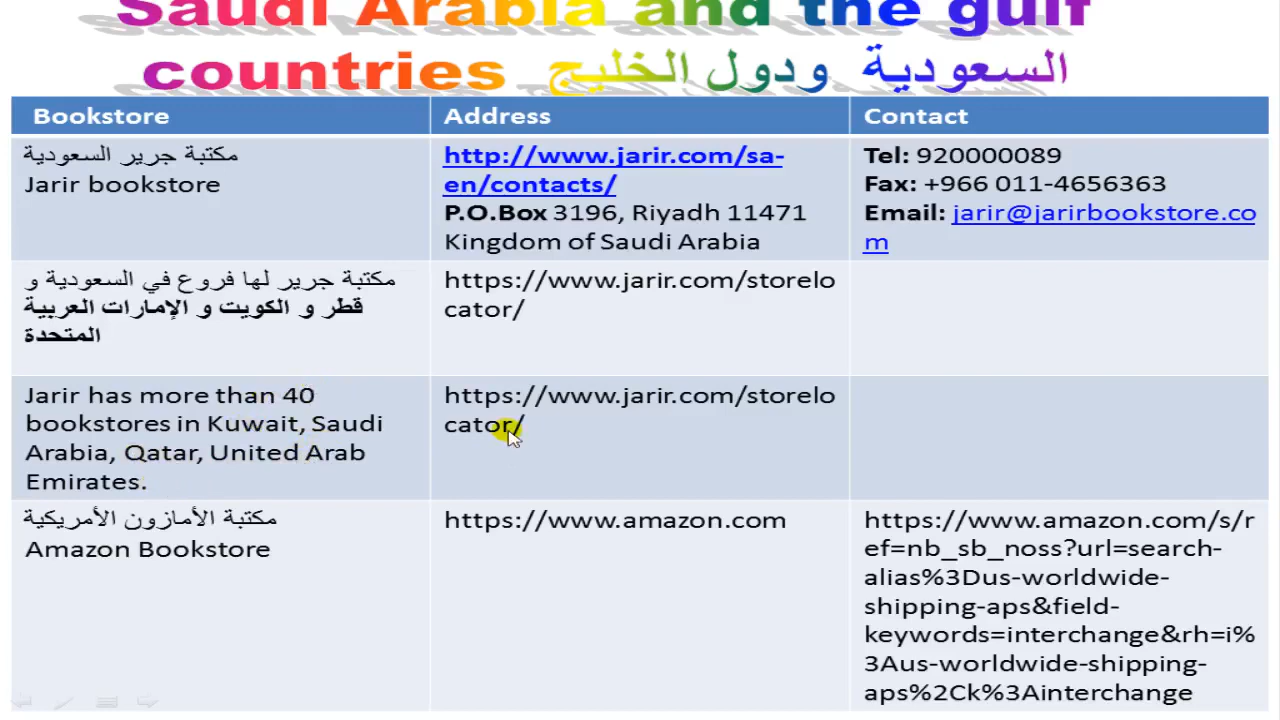 Saudi Arabia and the gulf
countries السعودية ودول الخليج
Bookstore
Address
Contact
مكتبة جرير السعودية
Jarir bookstore
http://www.jarir.com/sa-
en/contacts/
P.O.Box 3196, Riyadh 11471
Kingdom of Saudi Arabia
Tel: 920000089
Fax: +966 011-4656363
Email: jarir@jarirbookstore.co
m
مكتبة جرير لها فروع في السعودية و
قطر و الكويت و الإمارات العربية
المتحدة
https://www.jarir.com/storelo
cator/
Jarir has more than 40
bookstores in Kuwait, Saudi
Arabia, Qatar, United Arab
Emirates.
https://www.jarir.com/storelo
cator/
مكتبة الأمازون الأمريكية
Amazon Bookstore
https://www.amazon.com
https://www.amazon.com/s/r
ef=nb_sb_noss?url=search-
alias%3Dus-worldwide-
shipping-aps&field-
keywords=interchange&rh=i%
3Aus-worldwide-shipping-
aps%2Ck%3Ainterchange